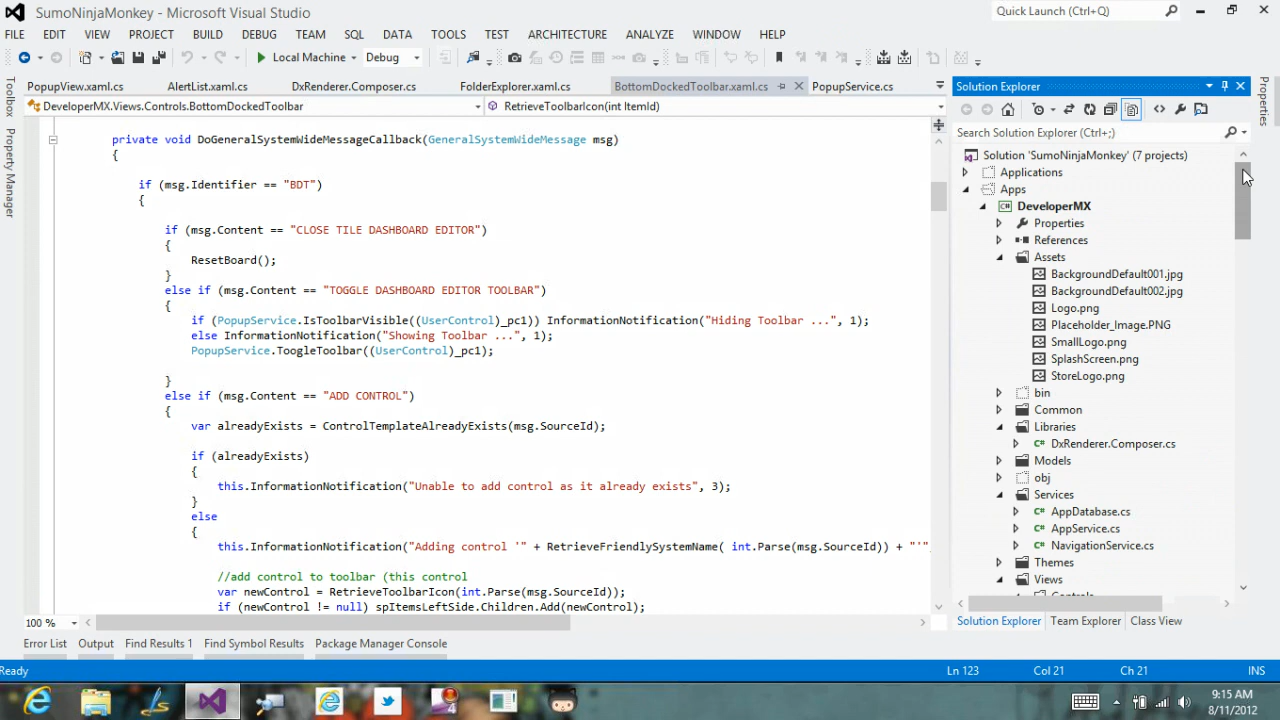 SumoNinjaMonkey - Microsoft Visual Studio
Quick Launch (Ctrl+Q)
FILE EDIT VIEW PROJECT BUILD DEBUG TEAM SQL DATA TOOLS TEST ARCHITECTURE ANALYZE WINDOW HELP
Local Machine Debug
PopupView.xaml.cs AlertList.xaml.cs DxRenderer.Composer.cs FolderExplorer.xaml.cs BottomDockedToolbar.xaml.cs PopupService.cs
DeveloperMX.Views.Controls.BottomDockedToolbar RetrieveToolbarIcon(int ItemId)
Toolbox
Property Manager
private void DoGeneralSystemWideMessageCallback(GeneralSystemWideMessage msg)
{
if (msg.Identifier == "BDT")
{
if (msg.Content == "CLOSE TILE DASHBOARD EDITOR")
{
ResetBoard();
}
else if (msg.Content == "TOGGLE DASHBOARD EDITOR TOOLBAR")
{
if (PopupService.IsToolbarVisible((UserControl)_pc1)) InformationNotification("Hiding Toolbar ...", 1);
else InformationNotification("Showing Toolbar ...", 1);
PopupService.ToogleToolbar((UserControl)_pc1);
}
else if (msg.Content == "ADD CONTROL")
{
var alreadyExists = ControlTemplateAlreadyExists(msg.SourceId);
if (alreadyExists)
{
this.InformationNotification("Unable to add control as it already exists", 3);
}
else
{
this.InformationNotification("Adding control '" + RetrieveFriendlySystemName( int.Parse(msg.SourceId)) + "'",
//add control to toolbar (this control
var newControl = RetrieveToolbarIcon(int.Parse(msg.SourceId));
if (newControl != null) spItemsLeftSide.Children.Add(newControl);
100 %
Solution Explorer
Search Solution Explorer (Ctrl+;)
Solution 'SumoNinjaMonkey' (7 projects)
Applications
Apps
C# DeveloperMX
Properties
References
Assets
BackgroundDefault001.jpg
BackgroundDefault002.jpg
Logo.png
Placeholder_Image.PNG
SmallLogo.png
SplashScreen.png
StoreLogo.png
bin
Common
Libraries
C# DxRenderer.Composer.cs
Models
obj
Services
C# AppDatabase.cs
C# AppService.cs
C# NavigationService.cs
Themes
Views
Controls
Solution Explorer Team Explorer Class View
Properties
Error List Output Find Results 1 Find Symbol Results Package Manager Console
Ready Ln 123 Col 21 Ch 21 INS
9:15 AM
8/11/2012